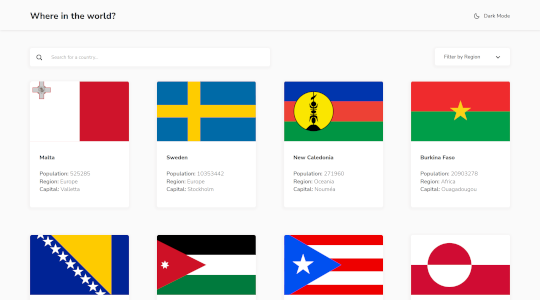 Where in the world?
Dark Mode
Search for a country...
Filter by Region
Malta
Population: 525285
Region: Europe
Capital: Valletta
Sweden
Population: 10353442
Region: Europe
Capital: Stockholm
New Caledonia
Population: 271960
Region: Oceania
Capital: Nouméa
Burkina Faso
Population: 20903278
Region: Africa
Capital: Ouagadougou